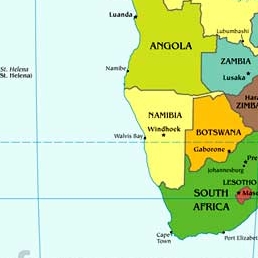 Luanda
Lubumbashi
ANGOLA
ZAMBIA
St. Helena
(St. Helena)
Namibe
Lusaka
Hara
ZIMBA
NAMIBIA
Windhoek
BOTSWANA
Walvis Bay
Gaborone
Pre
Johannesburg
LESOTHO
Mase
SOUTH
AFRICA
Cape
Town
Port Elizabet